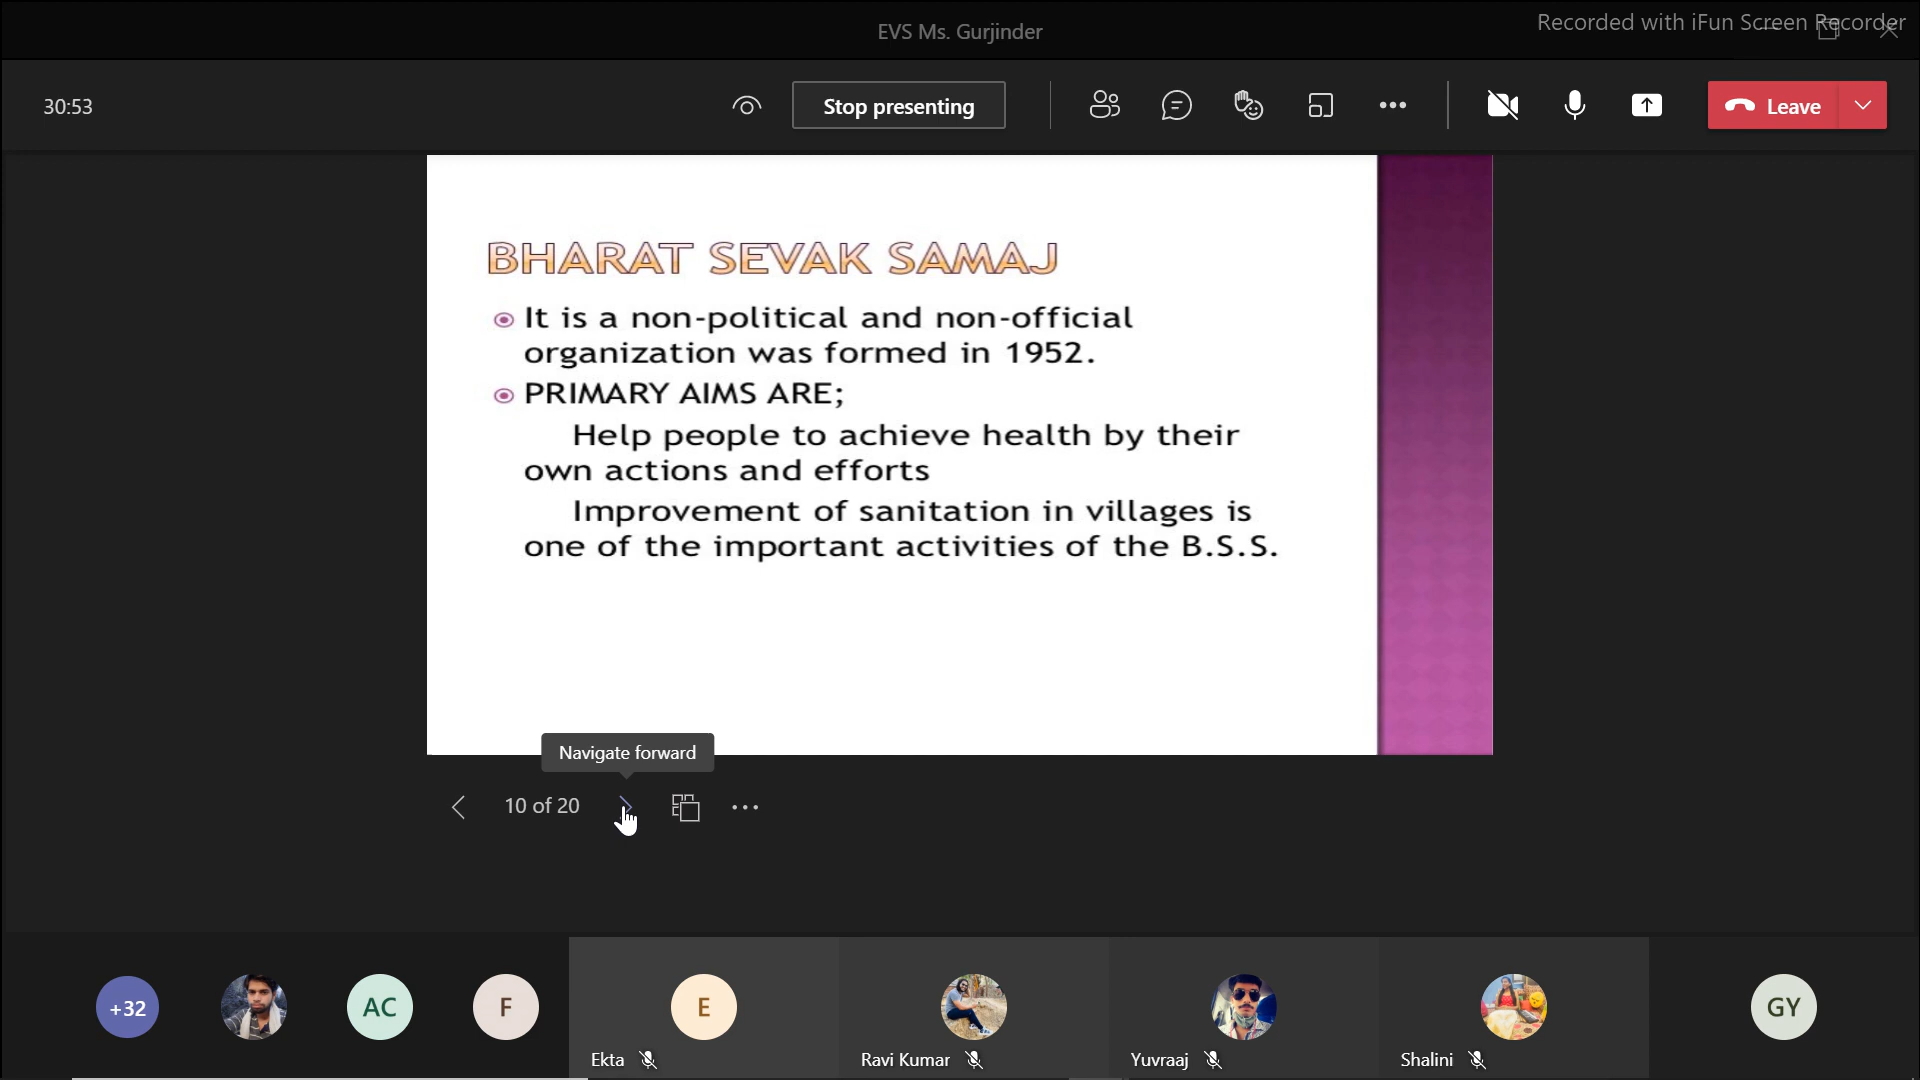 EVS Ms. Gurjinder
Recorded with iFun Screen Recorder
30:53
Stop presenting
Leave
BHARAT SEVAK SAMAJ
It is a non-political and non-official
organization was formed in 1952.
PRIMARY AIMS ARE;
Help people to achieve health by their
own actions and efforts
Improvement of sanitation in villages is
one of the important activities of the B.S.S.
Navigate forward
10 of 20
+32
AC
F
E
GY
Ekta
Ravi Kumar
Yuvraaj
Shalini